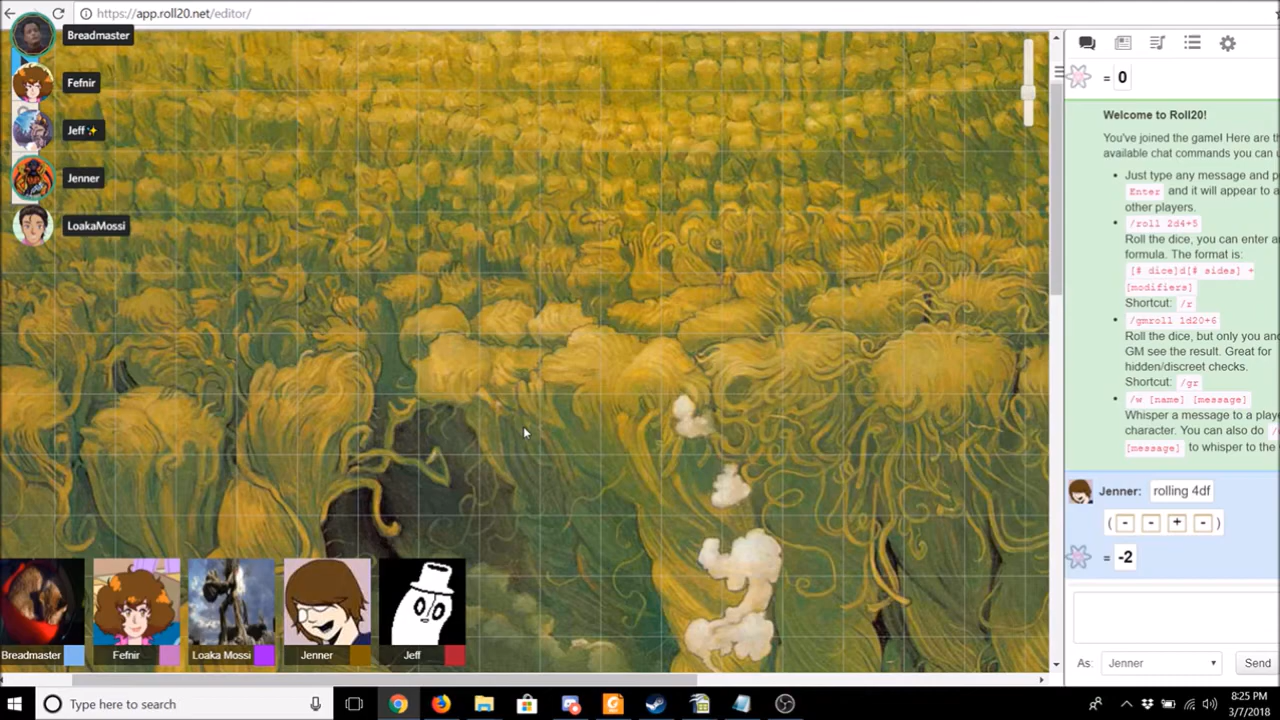 https://app.roll20.net/editor/
Breadmaster
Fefnir
Jeff✨
Jenner
LoakaMossi
= 0
Welcome to Roll20!
You've joined the game! Here are th
available chat commands you can u
Just type any message and p
Enter and it will appear to a
other players.
/roll 2d4+5
Roll the dice, you can enter a
formula. The format is:
[# dice]d[# sides] +
[modifiers]
Shortcut: /r
/gmroll 1d20+6
Roll the dice, but only you an
GM see the result. Great for
hidden/discreet checks.
Shortcut: /gr
/w [name] [message]
Whisper a message to a play
character. You can also do /
[message] to whisper to the
Jenner: rolling 4df
( - - + - )
= -2
Breadmaster
Fefnir
Loaka Mossi
Jenner
Jeff
As: Jenner
Send
Type here to search
8:25 PM
3/7/2018